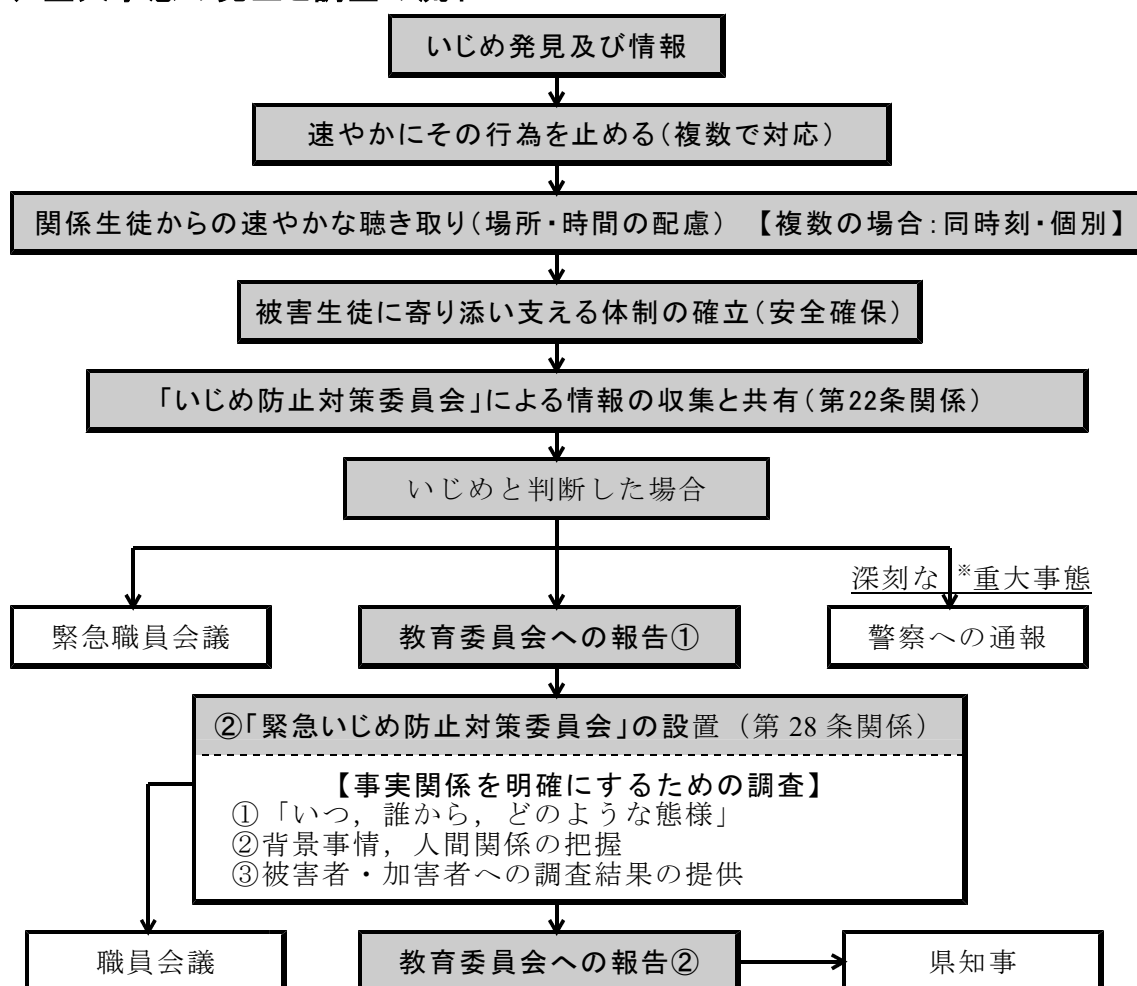 いじめ発見及び情報
速やかにその行為を止める(複数で対応)
関係生徒からの速やかな聴き取り(場所・時間の配慮) 【複数の場合:同時刻・個別】
被害生徒に寄り添い支える体制の確立(安全確保)
「いじめ防止対策委員会」による情報の収集と共有(第22条関係)
いじめと判断した場合
深刻な ※重大事態
緊急職員会議
教育委員会への報告①
警察への通報
②「緊急いじめ防止対策委員会」の設置(第 28 条関係)
【事実関係を明確にするための調査】
①「いつ,誰から,どのような態様」
②背景事情,人間関係の把握
③被害者・加害者への調査結果の提供
職員会議
教育委員会への報告②
県知事